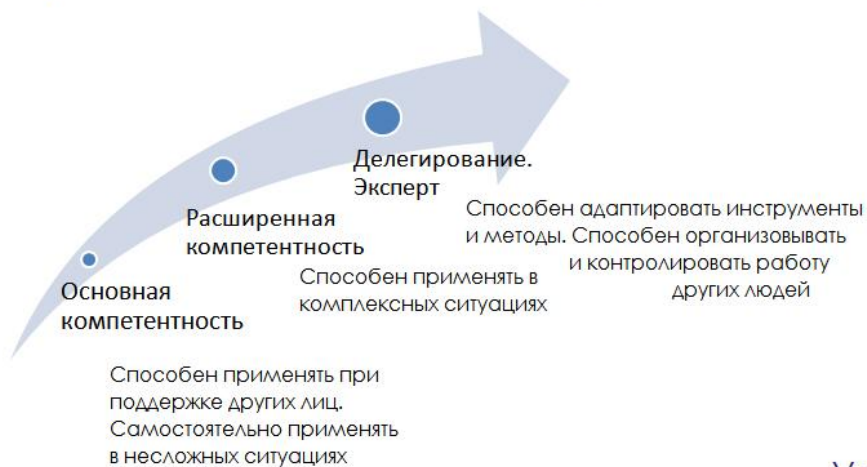 Делегирование.
Эксперт
Способен адаптировать инструменты
и методы. Способен организовывать
и контролировать работу
других людей
Расширенная
компетентность
Способен применять в
комплексных ситуациях
Основная
компетентность
Способен применять при
поддержке других лиц.
Самостоятельно применять
в несложных ситуациях